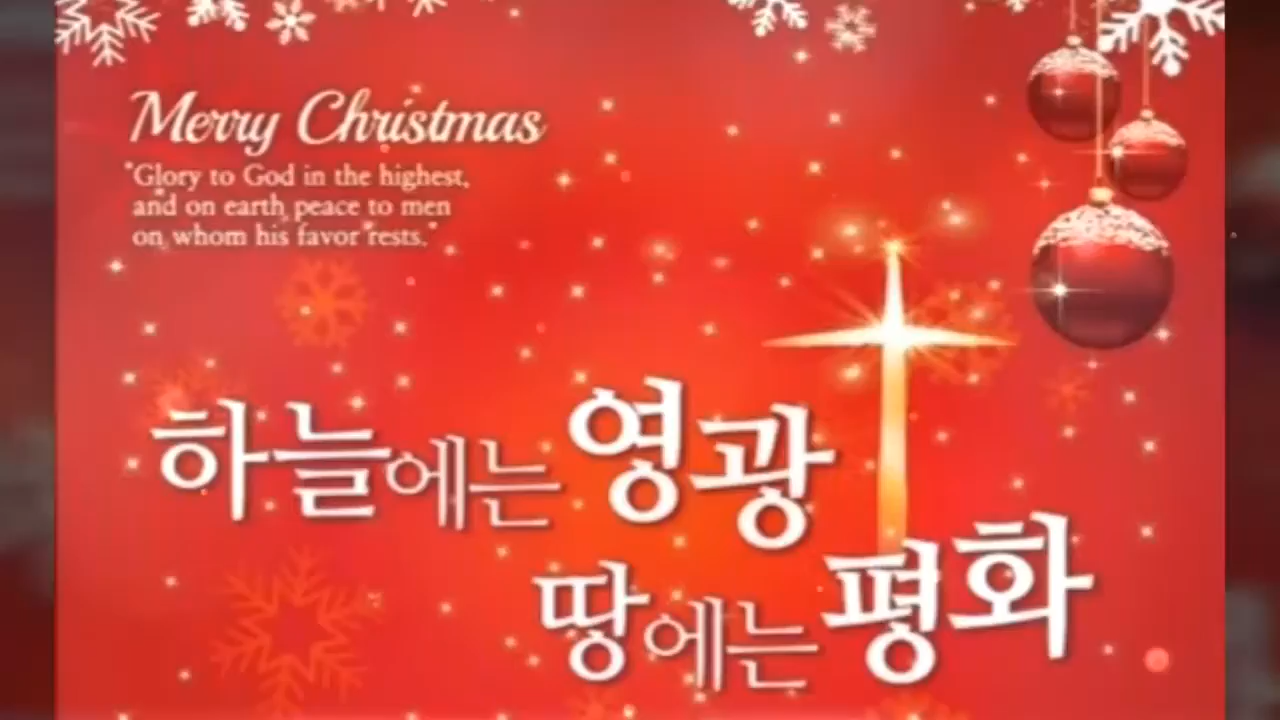 Merry Christmas
"Glory to God in the highest,
and on earth peace to men
on whom his favor rests."
하늘에는 영광
땅에는 평화